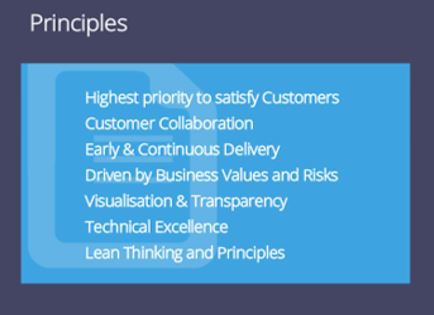 Principles
Highest priority to satisfy Customers
Customer Collaboration
Early & Continuous Delivery
Driven by Business Values and Risks
Visualisation & Transparency
Technical Excellence
Lean Thinking and Principles